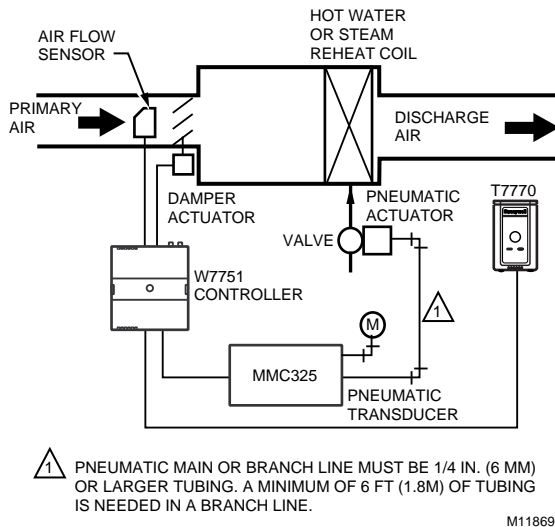 HOT WATER
OR STEAM
REHEAT COIL
AIR FLOW
SENSOR
PRIMARY
AIR
DISCHARGE
AIR
DAMPER
ACTUATOR
PNEUMATIC
ACTUATOR
T7770
Honeywell
VALVE
W7751
CONTROLLER
1
M
MMC325
PNEUMATIC
TRANSDUCER
1 PNEUMATIC MAIN OR BRANCH LINE MUST BE 1/4 IN. (6 MM)
OR LARGER TUBING. A MINIMUM OF 6 FT (1.8M) OF TUBING
IS NEEDED IN A BRANCH LINE.
M11869